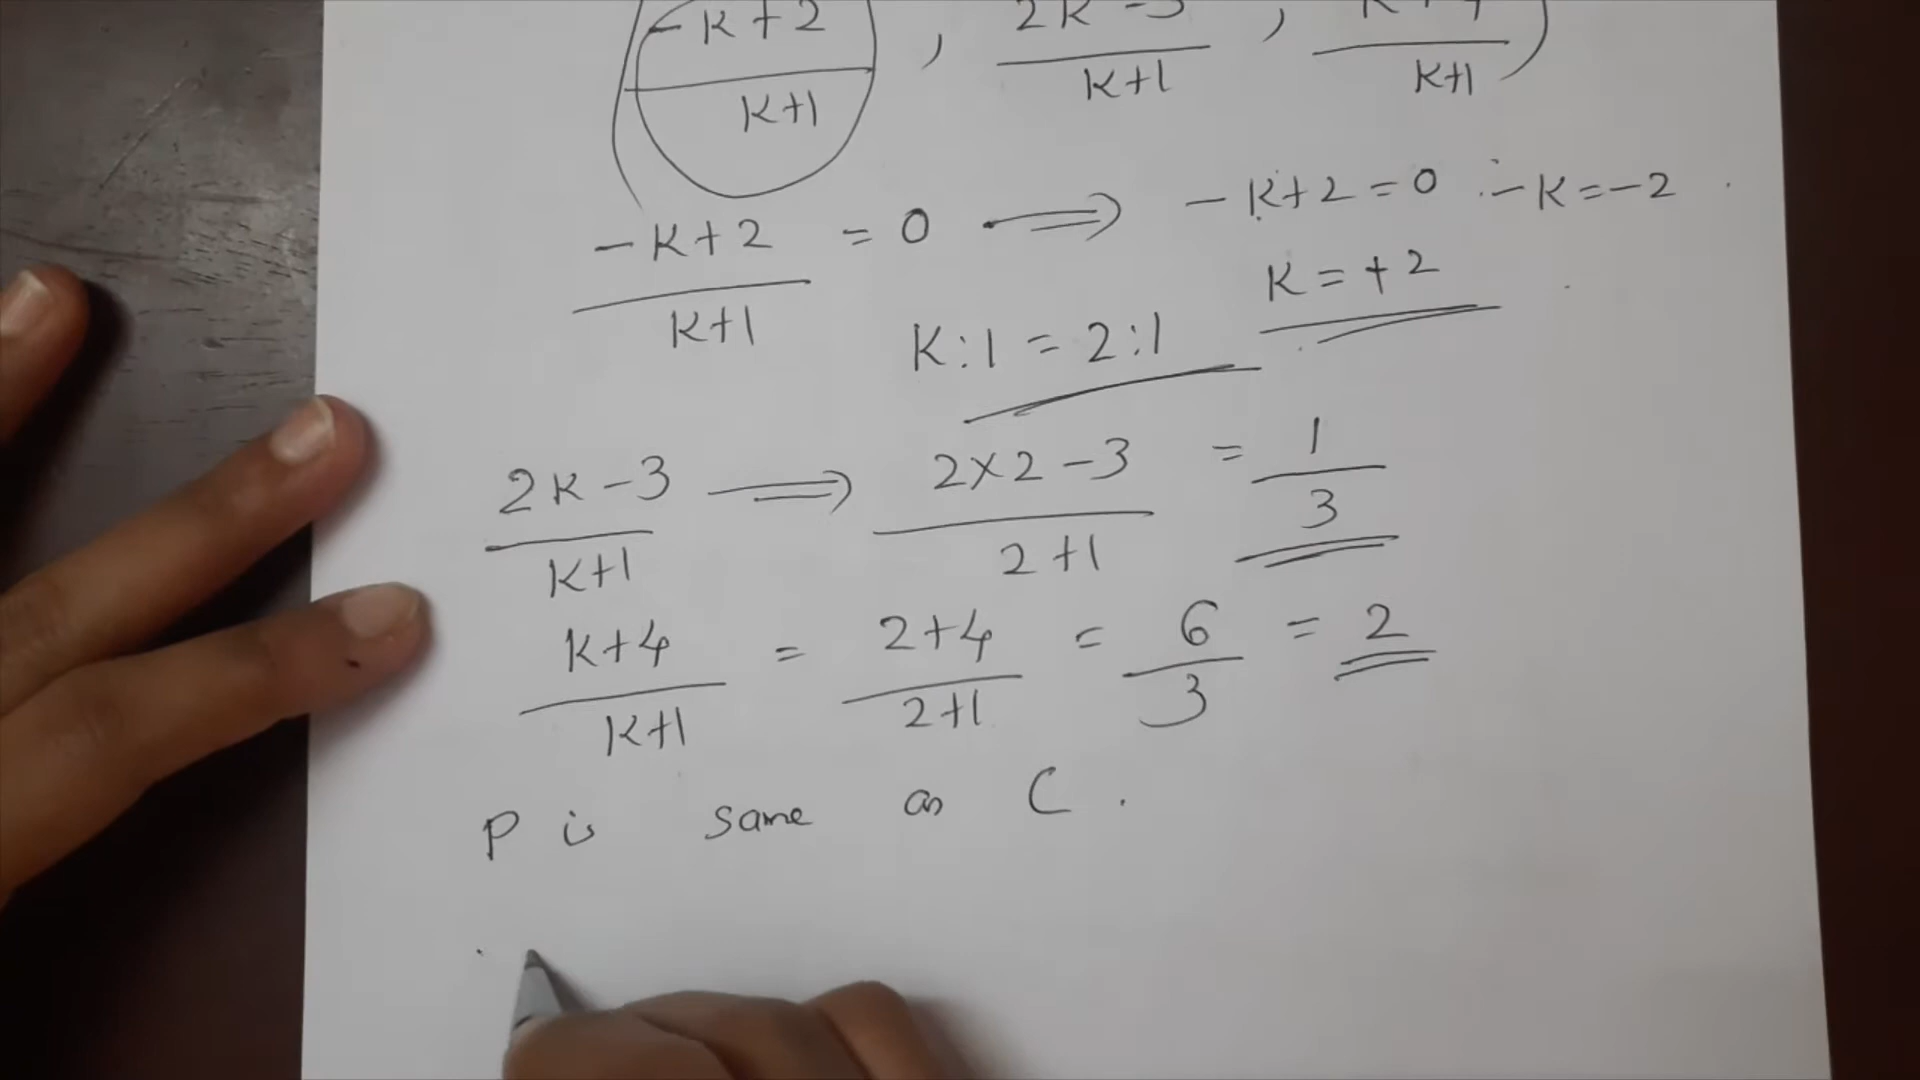 -K+2 , 2K-3 , K+4
K+1 K+1 K+1
-K+2 = 0 ⟹ -K+2=0 ∴ -K=-2
K+1 K=+2
K:1 = 2:1
2K-3 ⟹ 2×2-3 = 1
K+1 2+1 3
K+4 = 2+4 = 6 = 2
K+1 2+1 3
P is same as C.